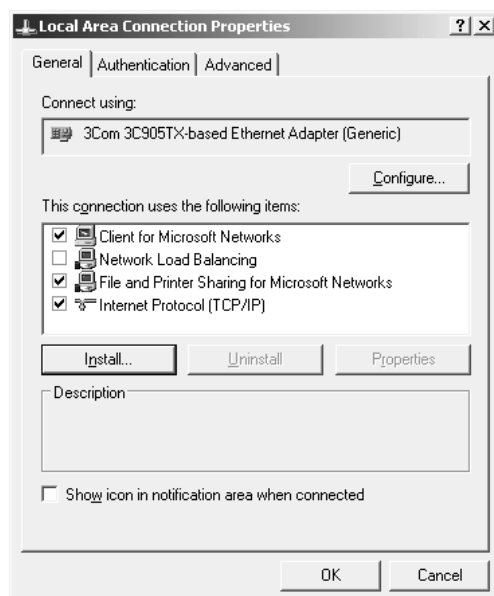 Local Area Connection Properties
General Authentication Advanced
Connect using:
3Com 3C905TX-based Ethernet Adapter (Generic)
Configure...
This connection uses the following items:
Client for Microsoft Networks
Network Load Balancing
File and Printer Sharing for Microsoft Networks
Internet Protocol (TCP/IP)
Install... Uninstall Properties
Description
Show icon in notification area when connected
OK Cancel